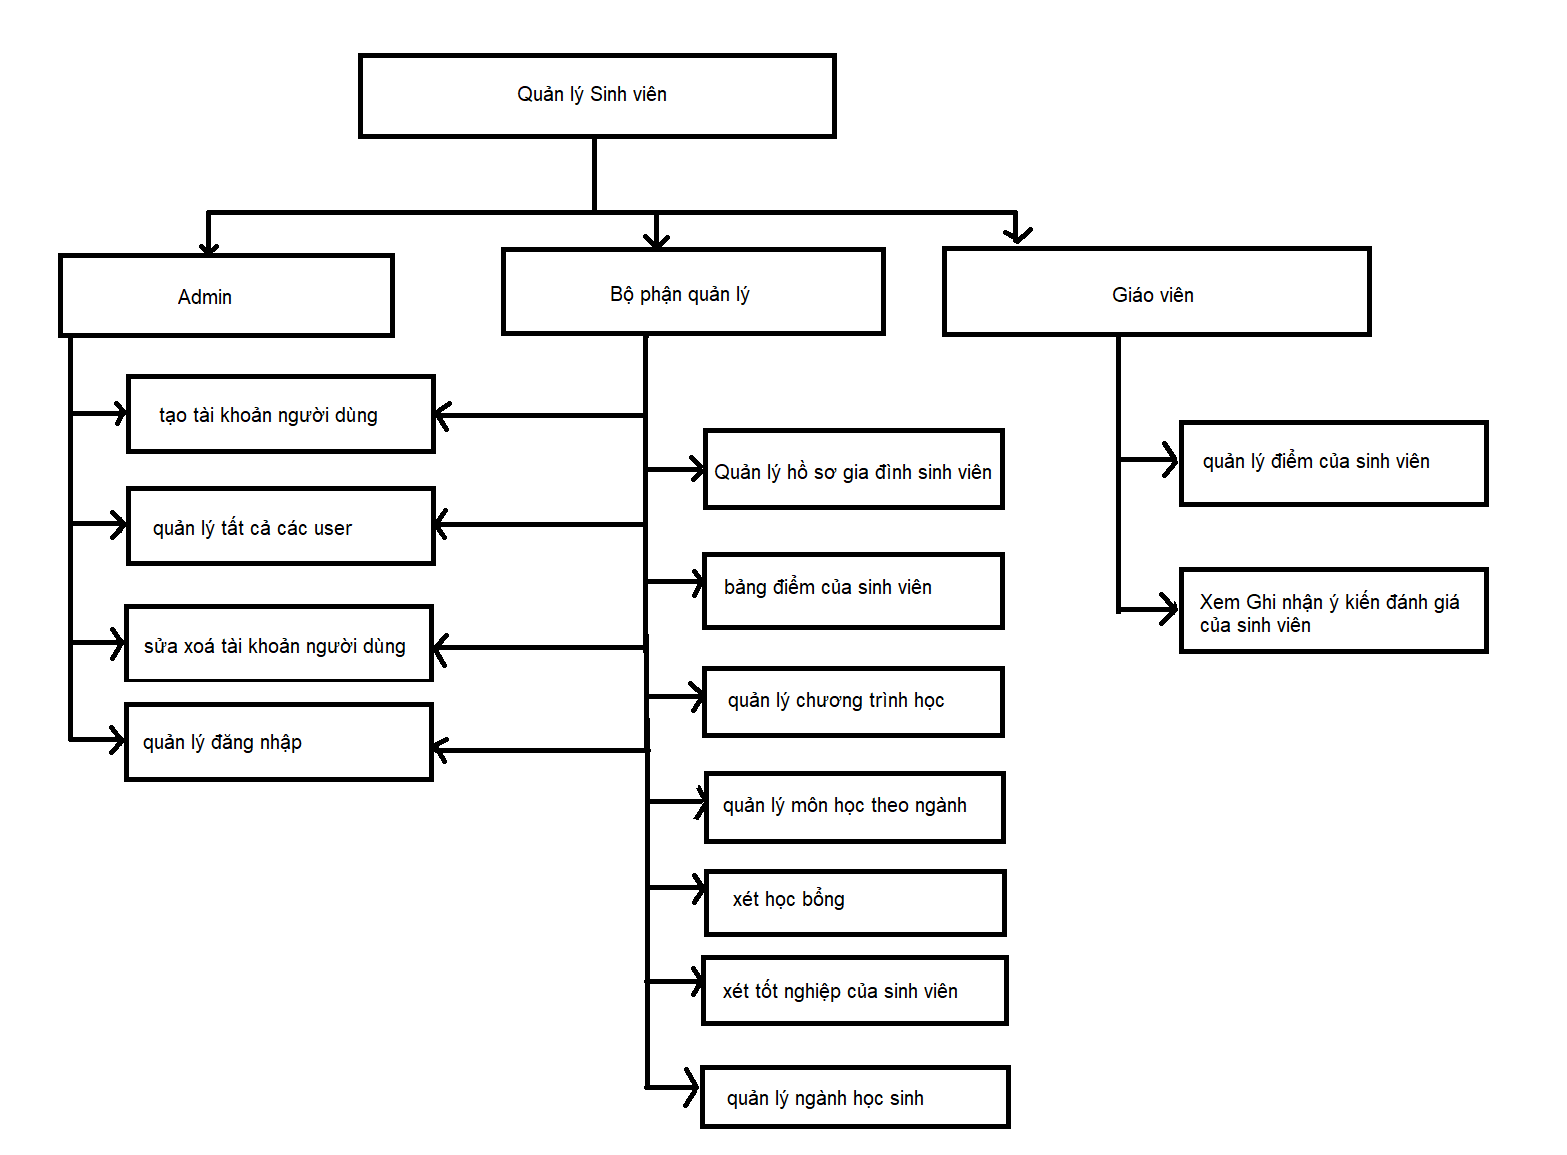 Quản lý Sinh viên
Admin
Bộ phận quản lý
Giáo viên
tạo tài khoản người dùng
quản lý tất cả các user
sửa xoá tài khoản người dùng
quản lý đăng nhập
Quản lý hồ sơ gia đình sinh viên
bảng điểm của sinh viên
quản lý chương trình học
quản lý môn học theo ngành
xét học bổng
xét tốt nghiệp của sinh viên
quản lý ngành học sinh
quản lý điểm của sinh viên
Xem Ghi nhận ý kiến đánh giá
của sinh viên